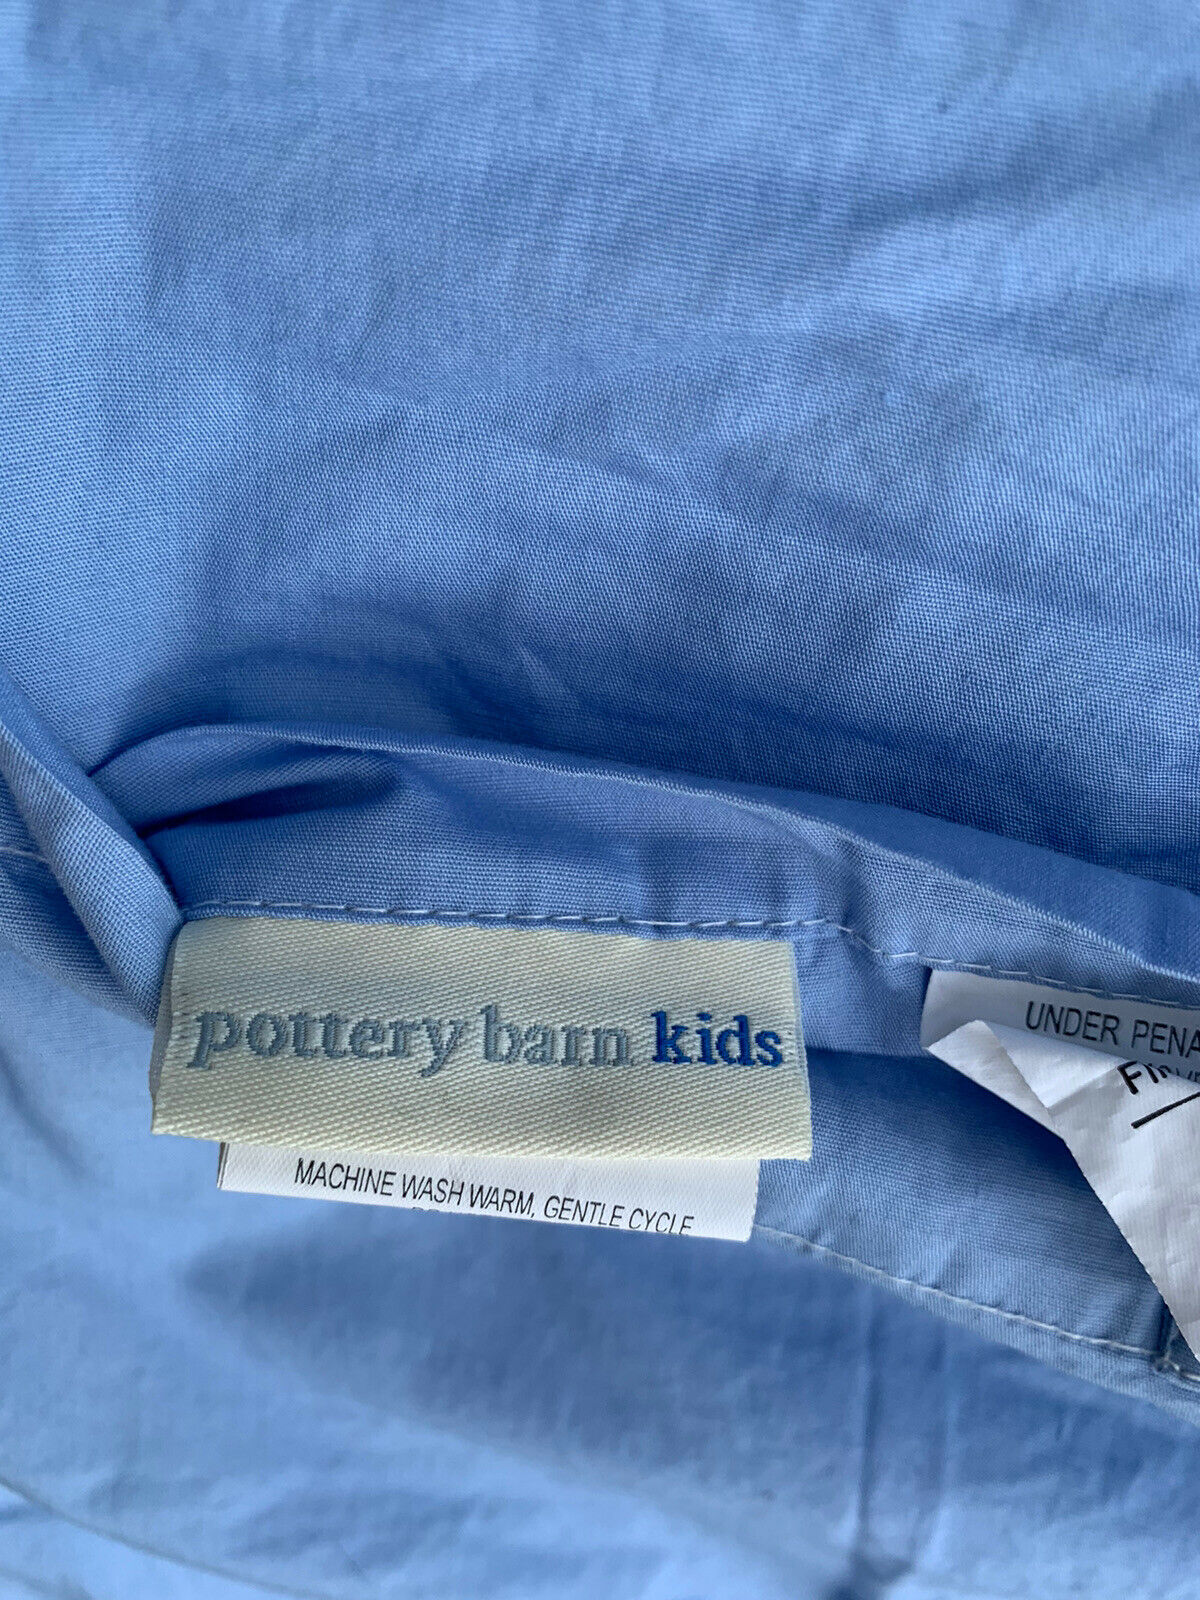 pottery barn kids
MACHINE WASH WARM, GENTLE CYCLE
UNDER PENA